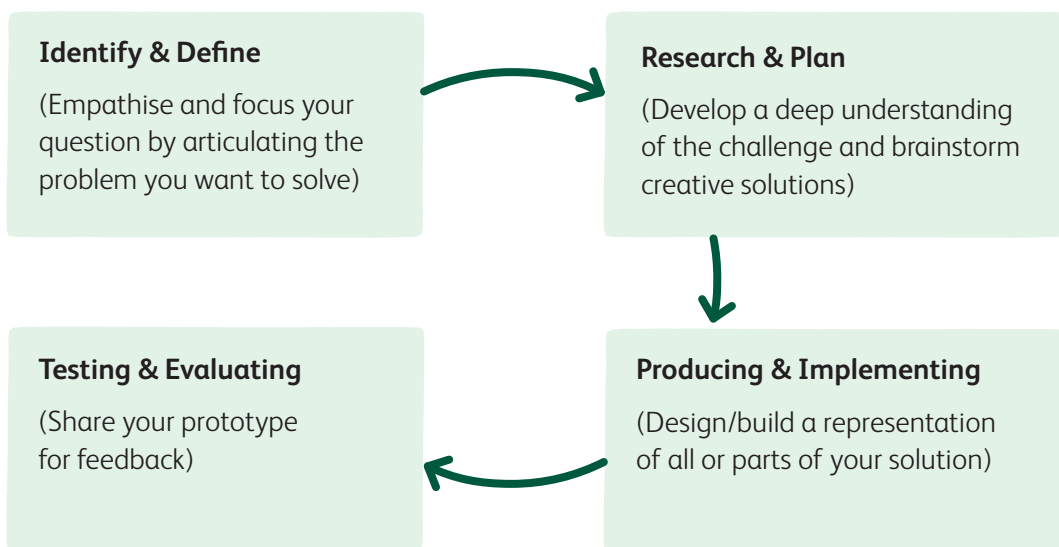 Identify & Define
(Empathise and focus your
question by articulating the
problem you want to solve)
Research & Plan
(Develop a deep understanding
of the challenge and brainstorm
creative solutions)
Producing & Implementing
(Design/build a representation
of all or parts of your solution)
Testing & Evaluating
(Share your prototype
for feedback)